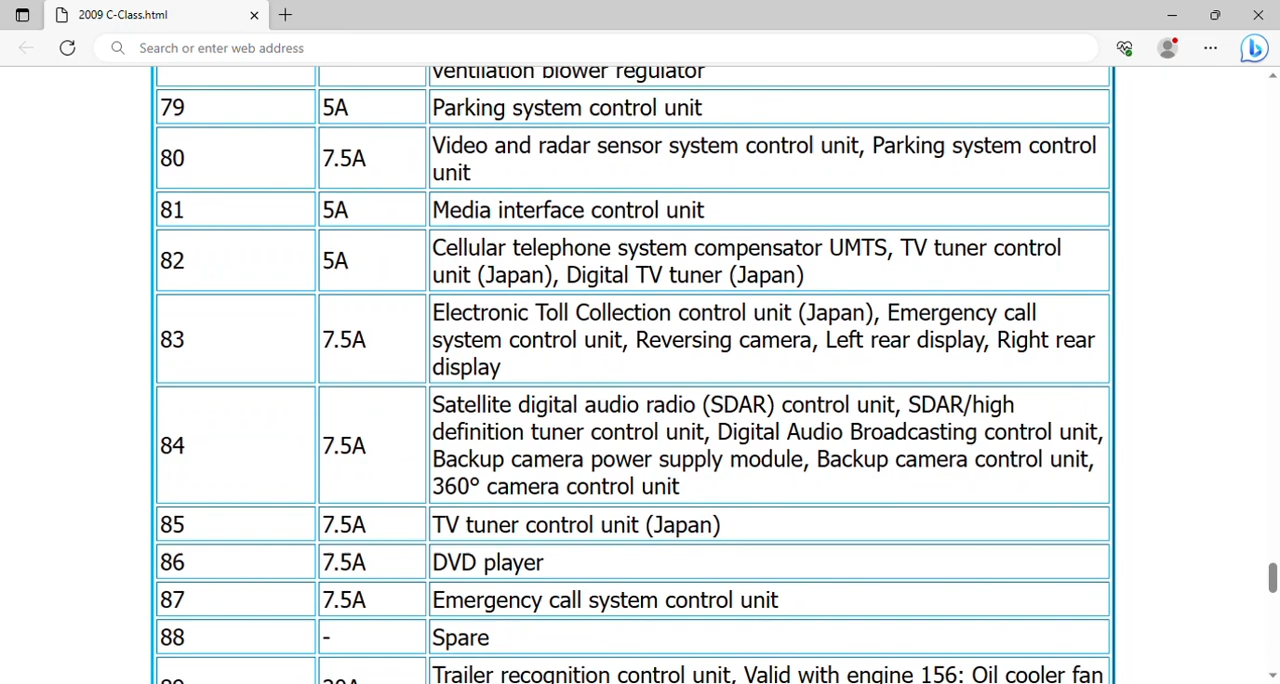 2009 C-Class.html
Search or enter web address
ventilation blower regulator
79 5A Parking system control unit
80 7.5A Video and radar sensor system control unit, Parking system control
unit
81 5A Media interface control unit
82 5A Cellular telephone system compensator UMTS, TV tuner control
unit (Japan), Digital TV tuner (Japan)
83 7.5A Electronic Toll Collection control unit (Japan), Emergency call
system control unit, Reversing camera, Left rear display, Right rear
display
84 7.5A Satellite digital audio radio (SDAR) control unit, SDAR/high
definition tuner control unit, Digital Audio Broadcasting control unit,
Backup camera power supply module, Backup camera control unit,
360° camera control unit
85 7.5A TV tuner control unit (Japan)
86 7.5A DVD player
87 7.5A Emergency call system control unit
88 - Spare
Trailer recognition control unit, Valid with engine 156: Oil cooler fan